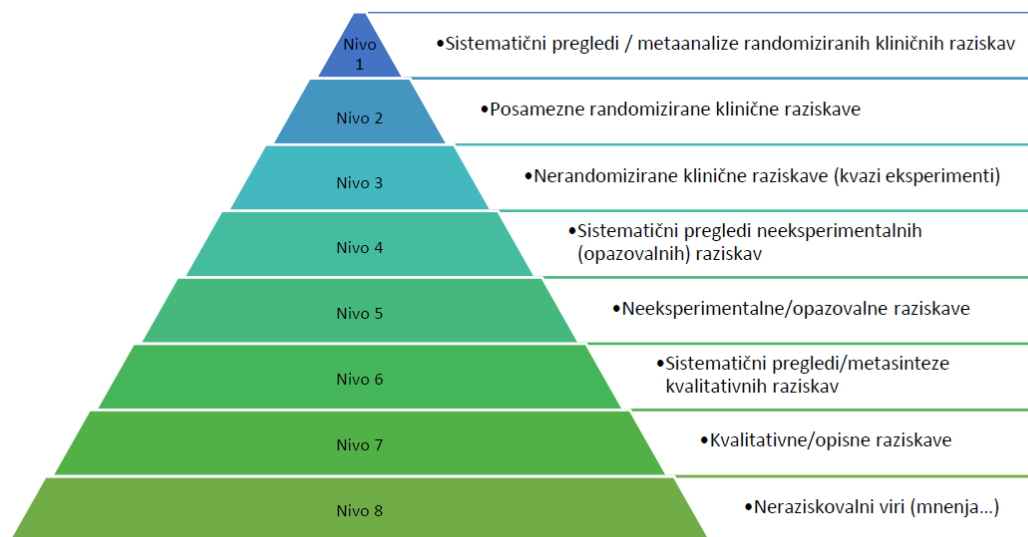 Nivo
1
•Sistematični pregledi / metaanalize randomiziranih kliničnih raziskav
Nivo 2
•Posamezne randomizirane klinične raziskave
Nivo 3
•Nerandomizirane klinične raziskave (kvazi eksperimenti)
Nivo 4
•Sistematični pregledi neeksperimentalnih
(opazovalnih) raziskav
Nivo 5
•Neeksperimentalne/opazovalne raziskave
Nivo 6
•Sistematični pregledi/metasinteze
kvalitativnih raziskav
Nivo 7
•Kvalitativne/opisne raziskave
Nivo 8
•Neraziskovalni viri (mnenja...)